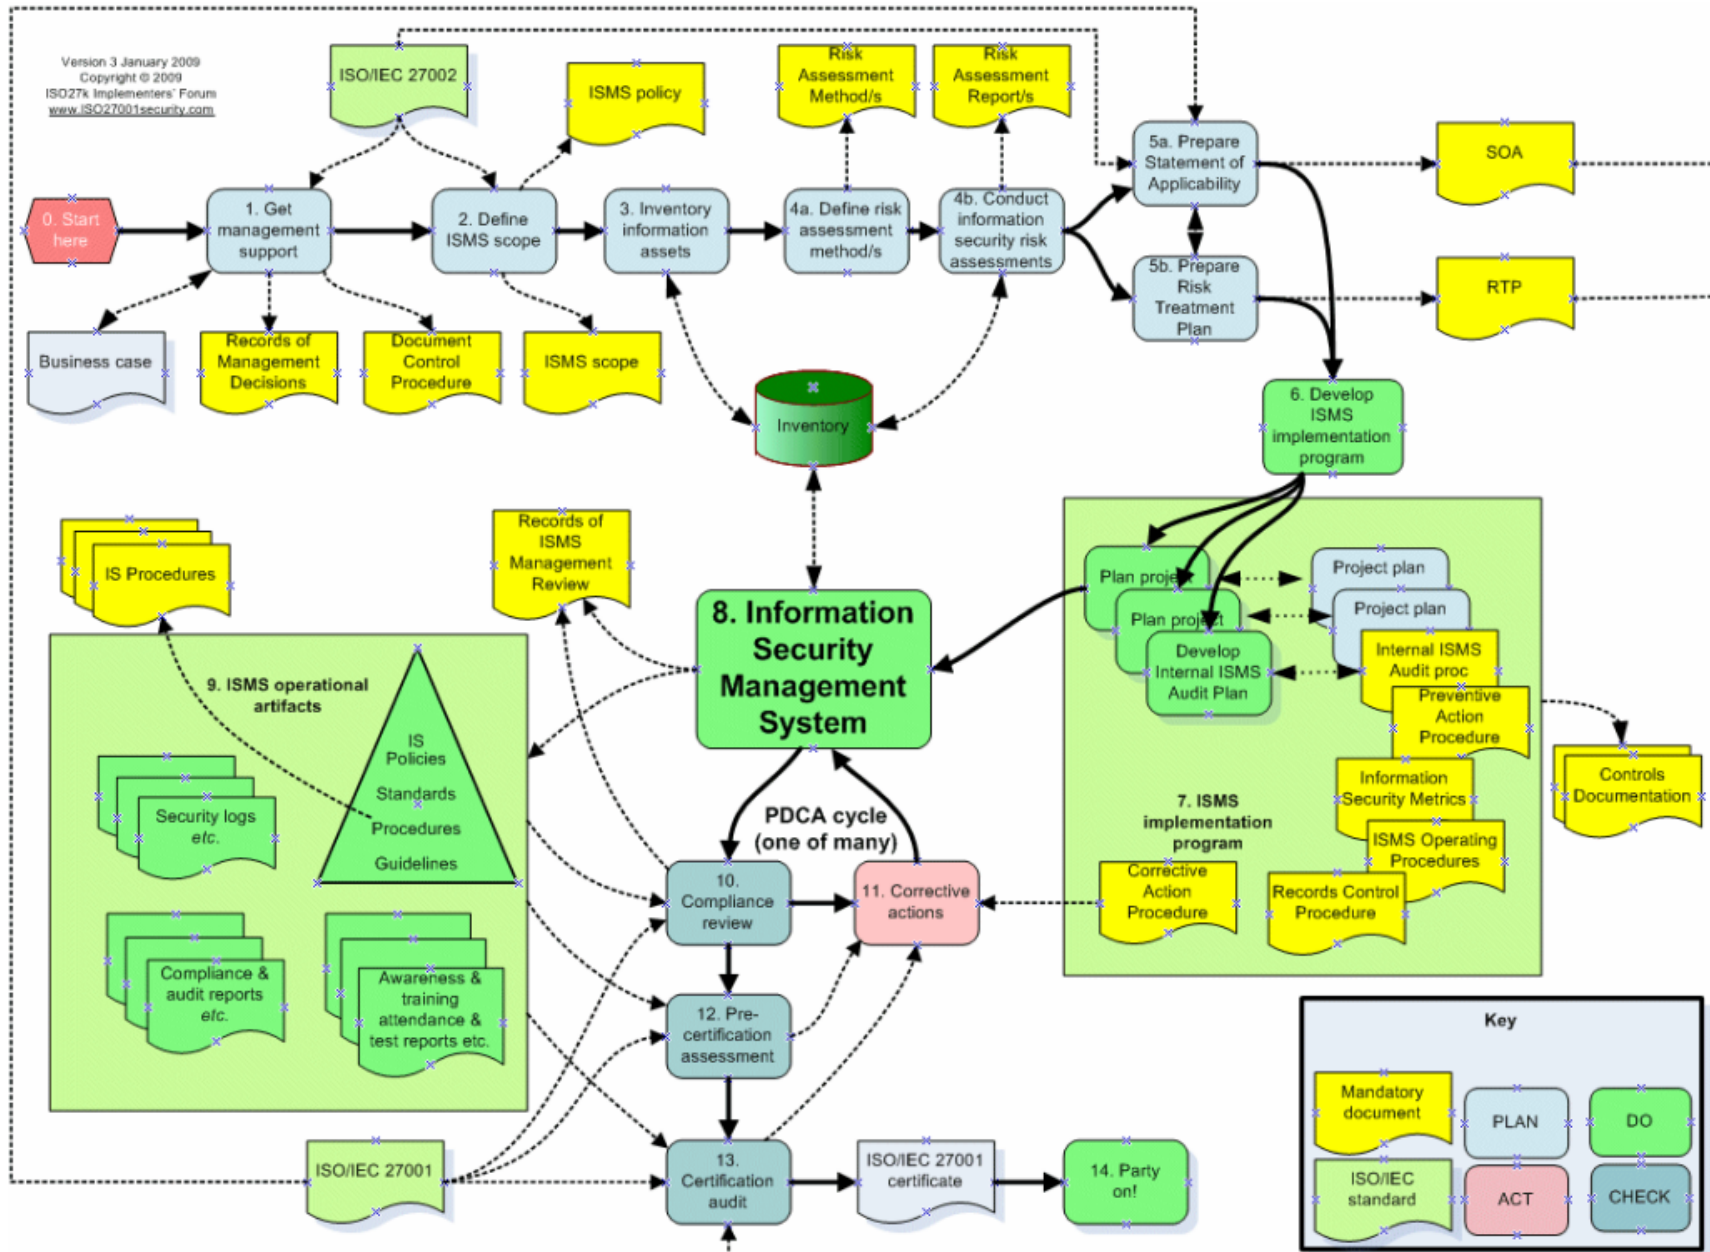 Version 3 January 2009
Copyright © 2009
ISO27k Implementers' Forum
www.ISO27001security.com
ISO/IEC 27002
ISMS policy
Risk
Assessment
Method/s
Risk
Assessment
Report/s
0. Start
here
1. Get
management
support
2. Define
ISMS scope
3. Inventory
information
assets
4a. Define risk
assessment
method/s
4b. Conduct
information
security risk
assessments
5a. Prepare
Statement of
Applicability
SOA
5b. Prepare
Risk
Treatment
Plan
RTP
Business case
Records of
Management
Decisions
Document
Control
Procedure
ISMS scope
Inventory
6. Develop
ISMS
implementation
program
IS Procedures
Records of
ISMS
Management
Review
8. Information
Security
Management
System
Plan project
Plan project
Develop
Internal ISMS
Audit Plan
Project plan
Project plan
Internal ISMS
Audit proc
Preventive
Action
Procedure
Information
Security Metrics
ISMS Operating
Procedures
Records Control
Procedure
Corrective
Action
Procedure
7. ISMS
implementation
program
Controls
Documentation
9. ISMS operational
artifacts
IS
Policies
Standards
Procedures
Guidelines
Security logs
etc.
Compliance &
audit reports
etc.
Awareness &
training
attendance &
test reports etc.
PDCA cycle
(one of many)
10.
Compliance
review
11. Corrective
actions
12. Pre-
certification
assessment
ISO/IEC 27001
13.
Certification
audit
ISO/IEC 27001
certificate
14. Party
on!
Key
Mandatory
document
PLAN
DO
ISO/IEC
standard
ACT
CHECK